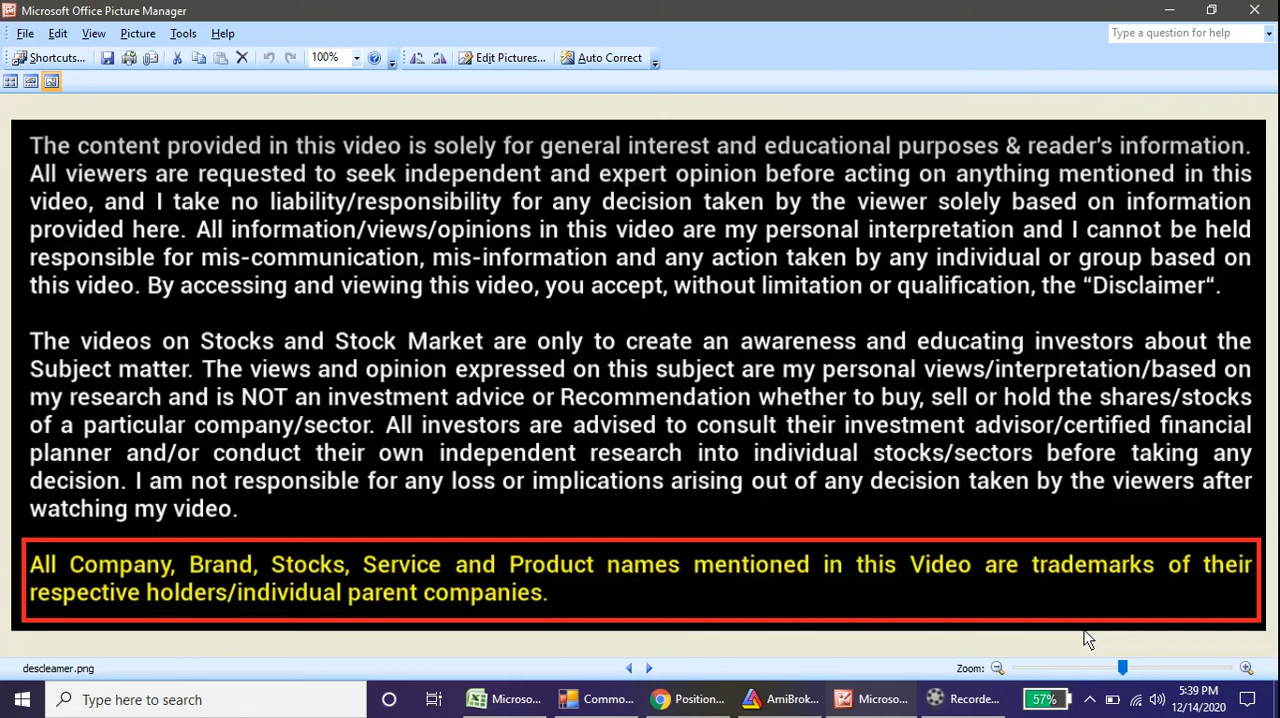 Microsoft Office Picture Manager
File Edit View Picture Tools Help
Type a question for help
Shortcuts... 100% Edit Pictures... Auto Correct
The content provided in this video is solely for general interest and educational purposes & reader's information.
All viewers are requested to seek independent and expert opinion before acting on anything mentioned in this
video, and I take no liability/responsibility for any decision taken by the viewer solely based on information
provided here. All information/views/opinions in this video are my personal interpretation and I cannot be held
responsible for mis-communication, mis-information and any action taken by any individual or group based on
this video. By accessing and viewing this video, you accept, without limitation or qualification, the “Disclaimer“.
The videos on Stocks and Stock Market are only to create an awareness and educating investors about the
Subject matter. The views and opinion expressed on this subject are my personal views/interpretation/based on
my research and is NOT an investment advice or Recommendation whether to buy, sell or hold the shares/stocks
of a particular company/sector. All investors are advised to consult their investment advisor/certified financial
planner and/or conduct their own independent research into individual stocks/sectors before taking any
decision. I am not responsible for any loss or implications arising out of any decision taken by the viewers after
watching my video.
All Company, Brand, Stocks, Service and Product names mentioned in this Video are trademarks of their
respective holders/individual parent companies.
descleamer.png Zoom:
Type here to search Microso... Commo... Position... AmiBrok... Microso... Recorde... 57% 5:39 PM
12/14/2020